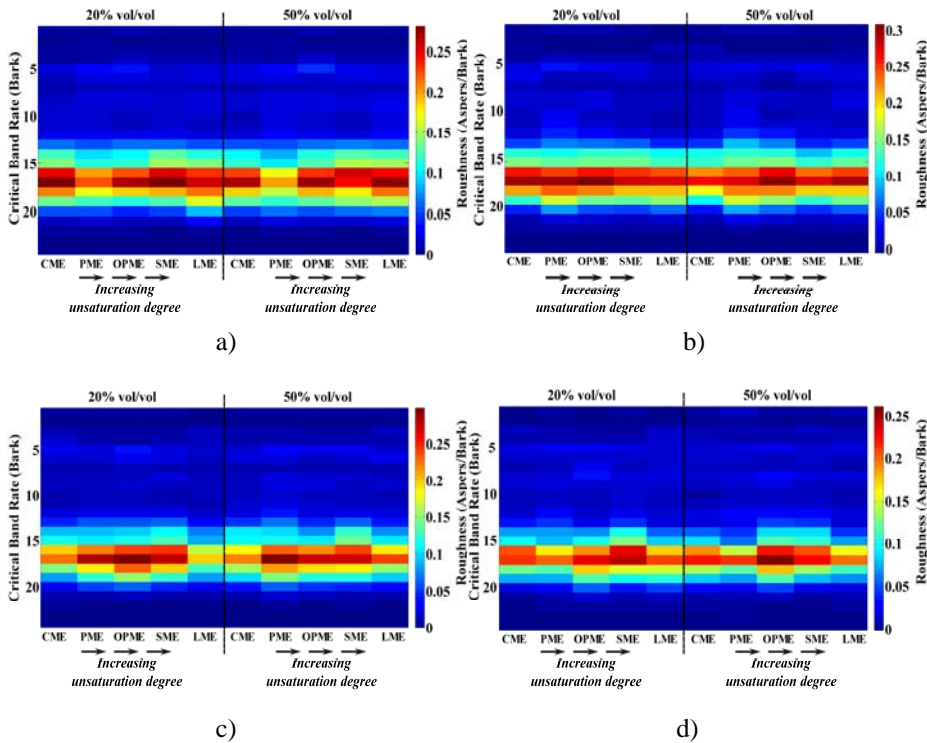 20% vol/vol 50% vol/vol
Critical Band Rate (Bark)
5
10
15
20
0.25
0.2
0.15
0.1
0.05
0
Roughness (Aspers/Bark)
CME PME OPME SME LME CME PME OPME SME LME
Increasing Increasing
unsaturation degree unsaturation degree
a)
20% vol/vol 50% vol/vol
Critical Band Rate (Bark)
5
10
15
20
0.3
0.25
0.2
0.15
0.1
0.05
0
Roughness (Aspers/Bark)
CME PME OPME SME LME CME PME OPME SME LME
Increasing Increasing
unsaturation degree unsaturation degree
b)
20% vol/vol 50% vol/vol
Critical Band Rate (Bark)
5
10
15
20
0.25
0.2
0.15
0.1
0.05
0
Roughness (Aspers/Bark)
CME PME OPME SME LME CME PME OPME SME LME
Increasing Increasing
unsaturation degree unsaturation degree
c)
20% vol/vol 50% vol/vol
Critical Band Rate (Bark)
5
10
15
20
0.25
0.2
0.15
0.1
0.05
0
Roughness (Aspers/Bark)
CME PME OPME SME LME CME PME OPME SME LME
Increasing Increasing
unsaturation degree unsaturation degree
d)